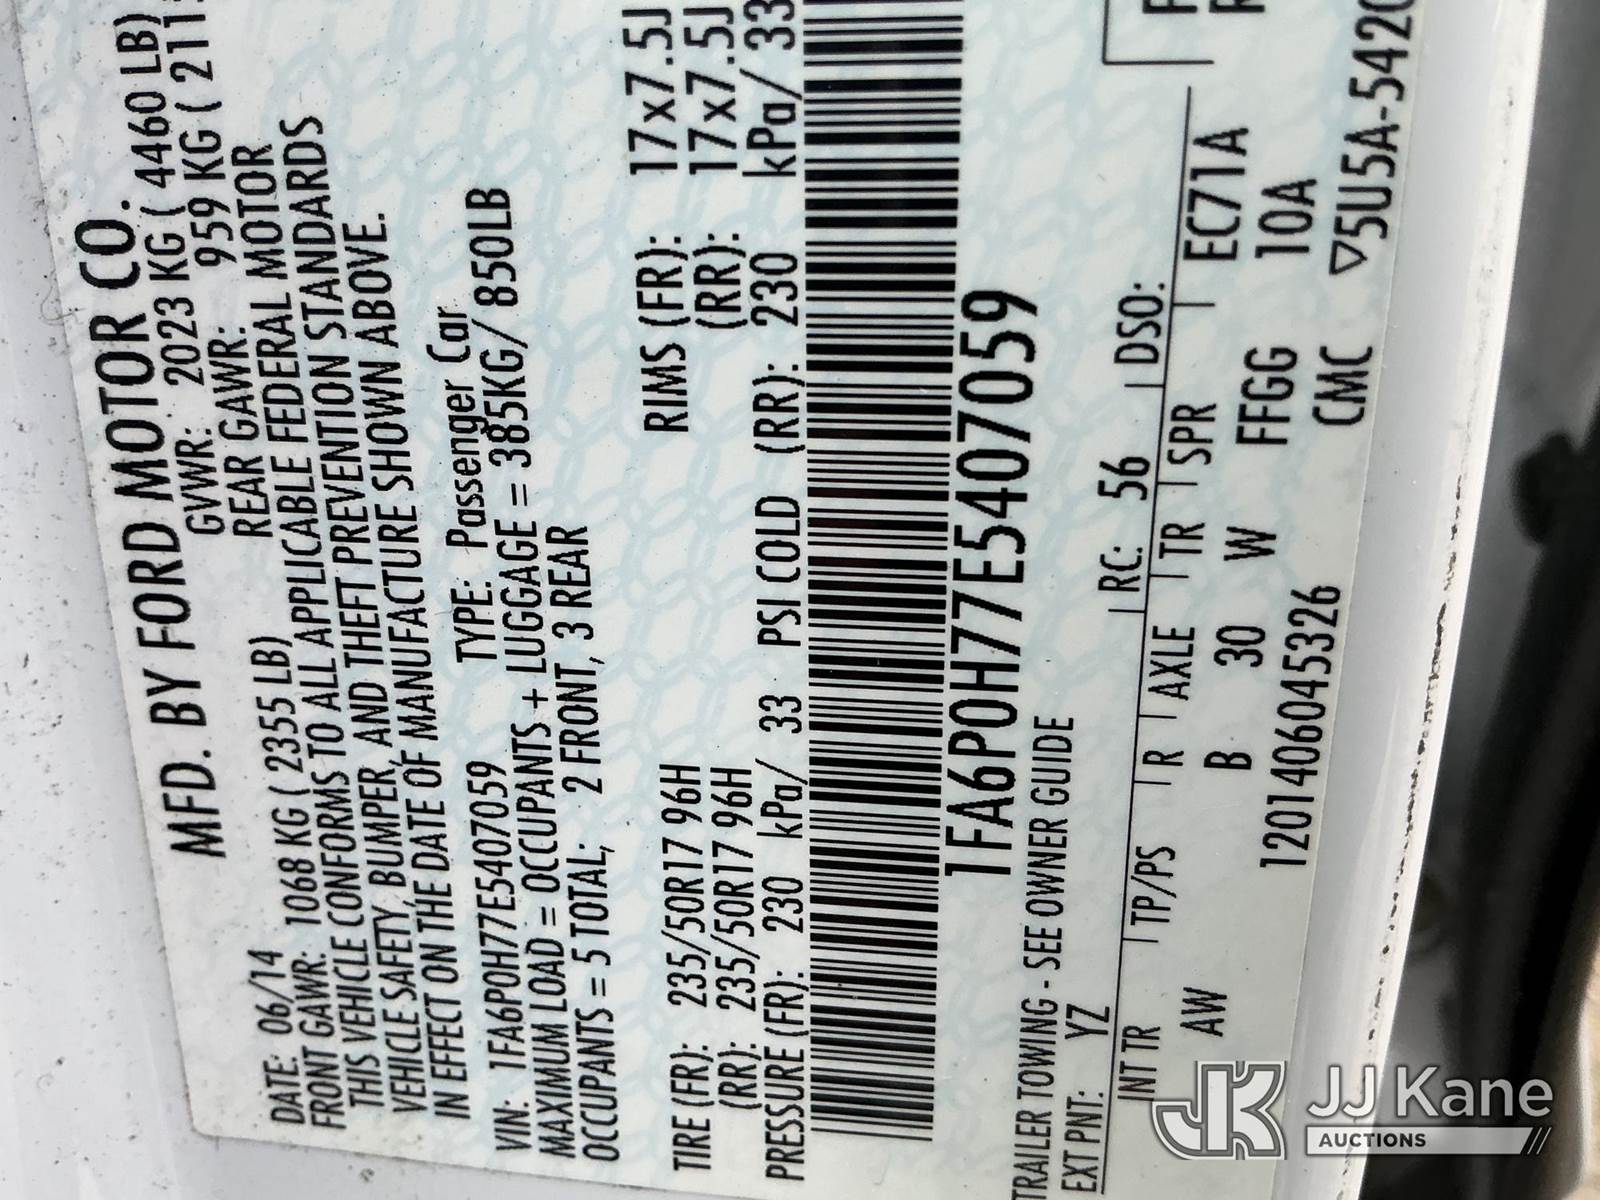 MFD. BY FORD MOTOR CO.
DATE: 06/14 GVWR: 2023 KG ( 4460 LB)
FRONT GAWR: 1068 KG ( 2355 LB) REAR GAWR: 959 KG ( 211
THIS VEHICLE CONFORMS TO ALL APPLICABLE FEDERAL MOTOR
VEHICLE SAFETY, BUMPER, AND THEFT PREVENTION STANDARDS
IN EFFECT ON THE DATE OF MANUFACTURE SHOWN ABOVE.
VIN: 1FA6P0H77E5407059 TYPE: Passenger Car
MAXIMUM LOAD = OCCUPANTS + LUGGAGE = 385KG/ 850LB
OCCUPANTS = 5 TOTAL; 2 FRONT, 3 REAR
TIRE (FR): 235/50R17 96H RIMS (FR): 17x7.5J
(RR): 235/50R17 96H (RR): 17x7.5J
PRESSURE (FR): 230 kPa/ 33 PSI COLD (RR): 230 kPa/ 33
1FA6P0H77E5407059
TRAILER TOWING - SEE OWNER GUIDE
EXT PNT: YZ RC: 56 DSO:
INT TR TP/PS R AXLE TR SPR EC71A
AW B 30 W FFGG 10A
1201406045326 CMC ▽5U5A-5420
JJ Kane
AUCTIONS